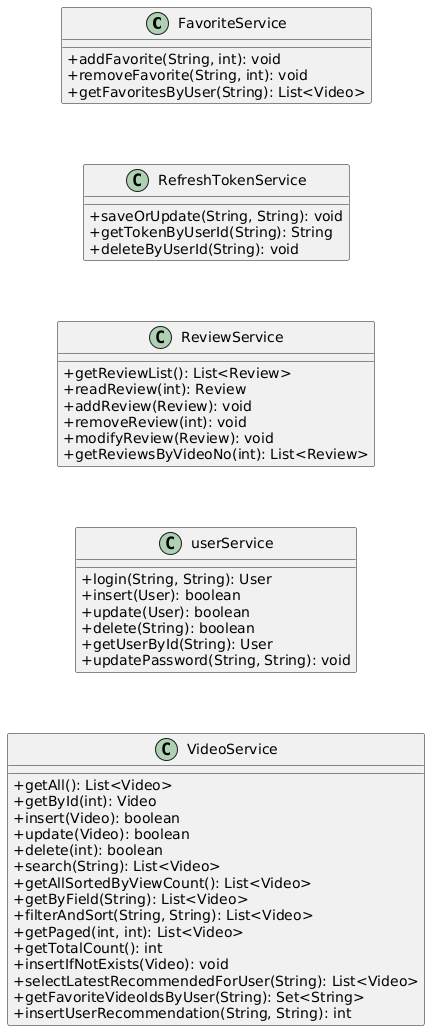 C FavoriteService
+addFavorite(String, int): void
+removeFavorite(String, int): void
+getFavoritesByUser(String): List<Video>
C RefreshTokenService
+saveOrUpdate(String, String): void
+getTokenByUserId(String): String
+deleteByUserId(String): void
C ReviewService
+getReviewList(): List<Review>
+readReview(int): Review
+addReview(Review): void
+removeReview(int): void
+modifyReview(Review): void
+getReviewsByVideoNo(int): List<Review>
C userService
+login(String, String): User
+insert(User): boolean
+update(User): boolean
+delete(String): boolean
+getUserById(String): User
+updatePassword(String, String): void
C VideoService
+getAll(): List<Video>
+getById(int): Video
+insert(Video): boolean
+update(Video): boolean
+delete(int): boolean
+search(String): List<Video>
+getAllSortedByViewCount(): List<Video>
+getByField(String): List<Video>
+filterAndSort(String, String): List<Video>
+getPaged(int, int): List<Video>
+getTotalCount(): int
+insertIfNotExists(Video): void
+selectLatestRecommendedForUser(String): List<Video>
+getFavoriteVideoIdsByUser(String): Set<String>
+insertUserRecommendation(String, String): int